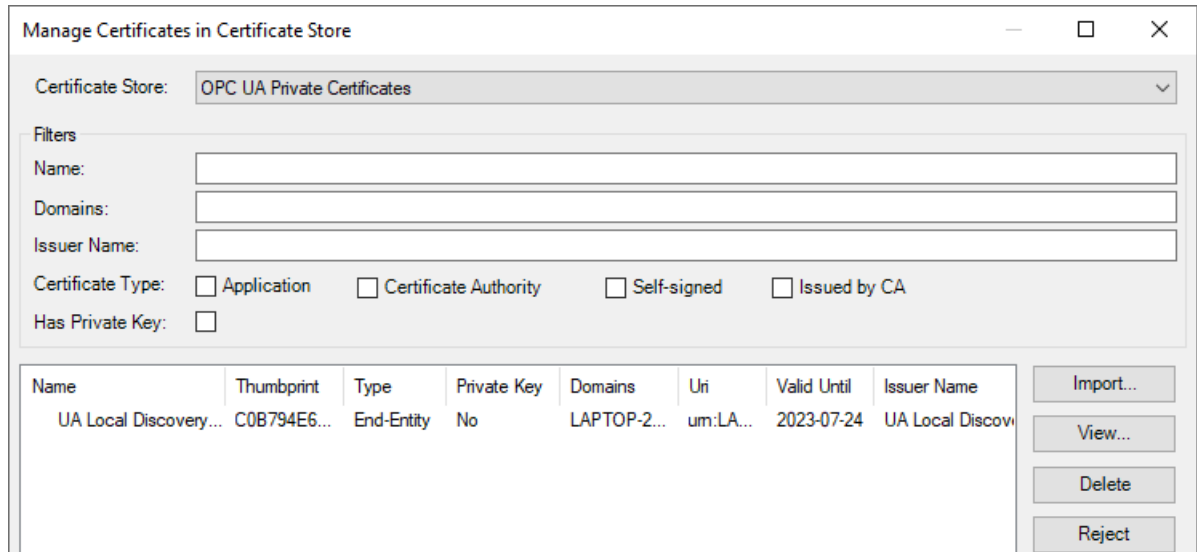 Manage Certificates in Certificate Store
Certificate Store: OPC UA Private Certificates
Filters
Name:
Domains:
Issuer Name:
Certificate Type: Application Certificate Authority Self-signed Issued by CA
Has Private Key:
Name Thumbprint Type Private Key Domains Uri Valid Until Issuer Name
UA Local Discovery... C0B794E6... End-Entity No LAPTOP-2... urn:LA... 2023-07-24 UA Local Discov
Import...
View...
Delete
Reject